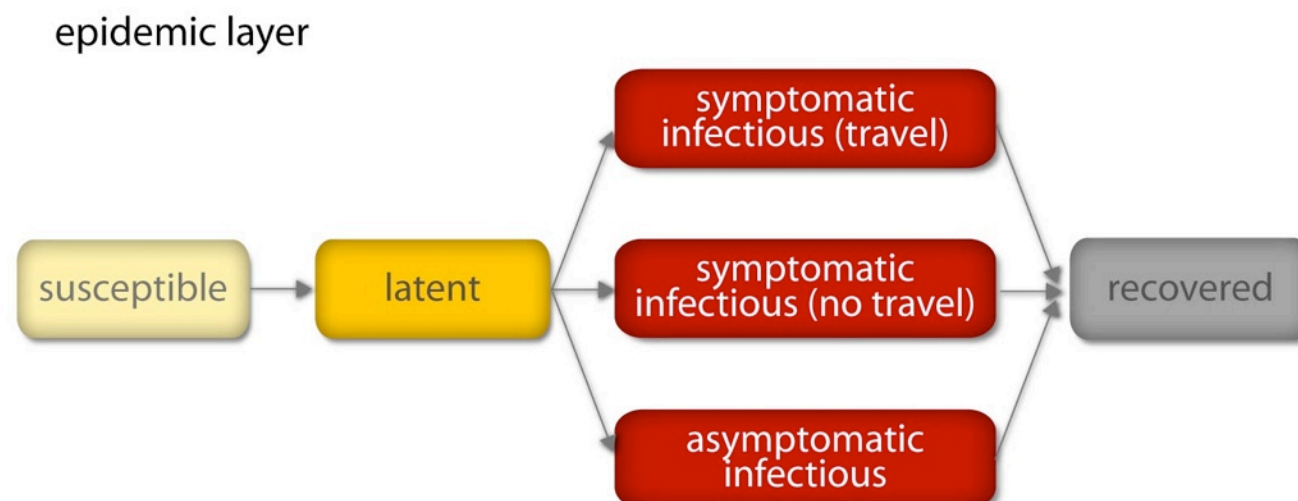 epidemic layer
symptomatic
infectious (travel)
susceptible
latent
symptomatic
infectious (no travel)
recovered
asymptomatic
infectious